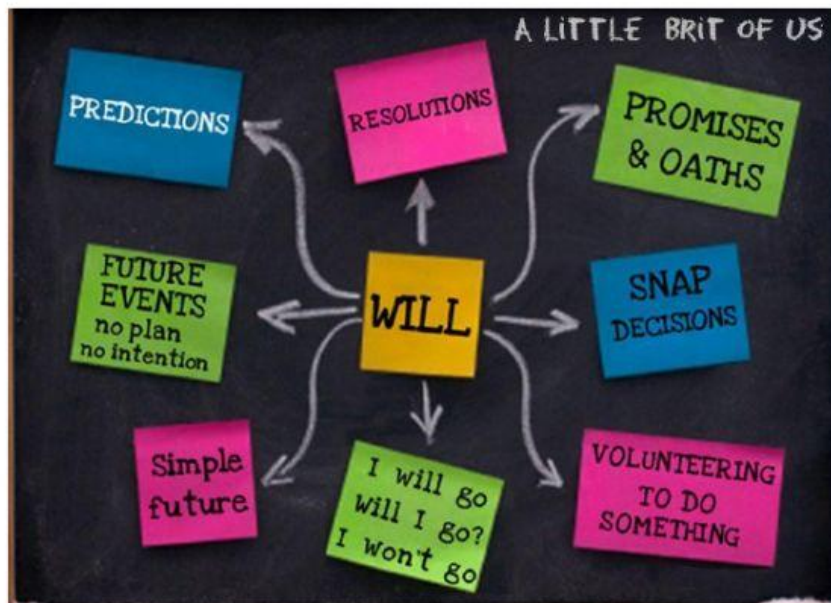 A LiTTLE BRiT OF US
PREDICTIONS
RESOLUTIONS
PROMISES
& OATHS
FUTURE
EVENTS
no plan
no intention
WILL
SNAP
DECISIONS
Simple
future
I will go
Will I go?
I won't go
VOLUNTEERING
TO DO
SOMETHING